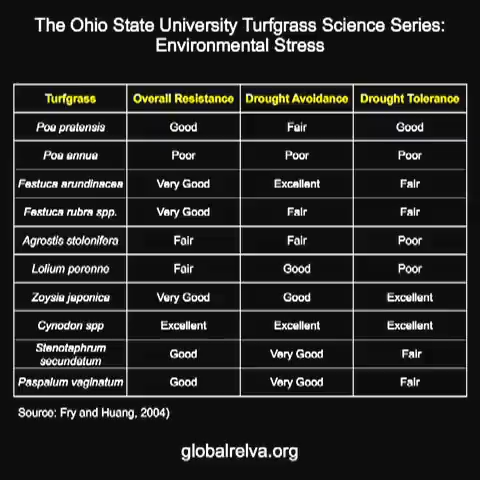 The Ohio State University Turfgrass Science Series:
Environmental Stress
Turfgrass Overall Resistance Drought Avoidance Drought Tolerance
Poa pratensis Good Fair Good
Poa annua Poor Poor Poor
Festuca arundinacea Very Good Excellent Fair
Festuca rubra spp. Very Good Fair Fair
Agrostis stolonifera Fair Fair Poor
Lolium perenne Fair Good Poor
Zoysia japonica Very Good Good Excellent
Cynodon spp Excellent Excellent Excellent
Stenotaphrum
secundatum Good Very Good Fair
Paspalum vaginatum Good Very Good Fair
Source: Fry and Huang, 2004)
globalrelva.org